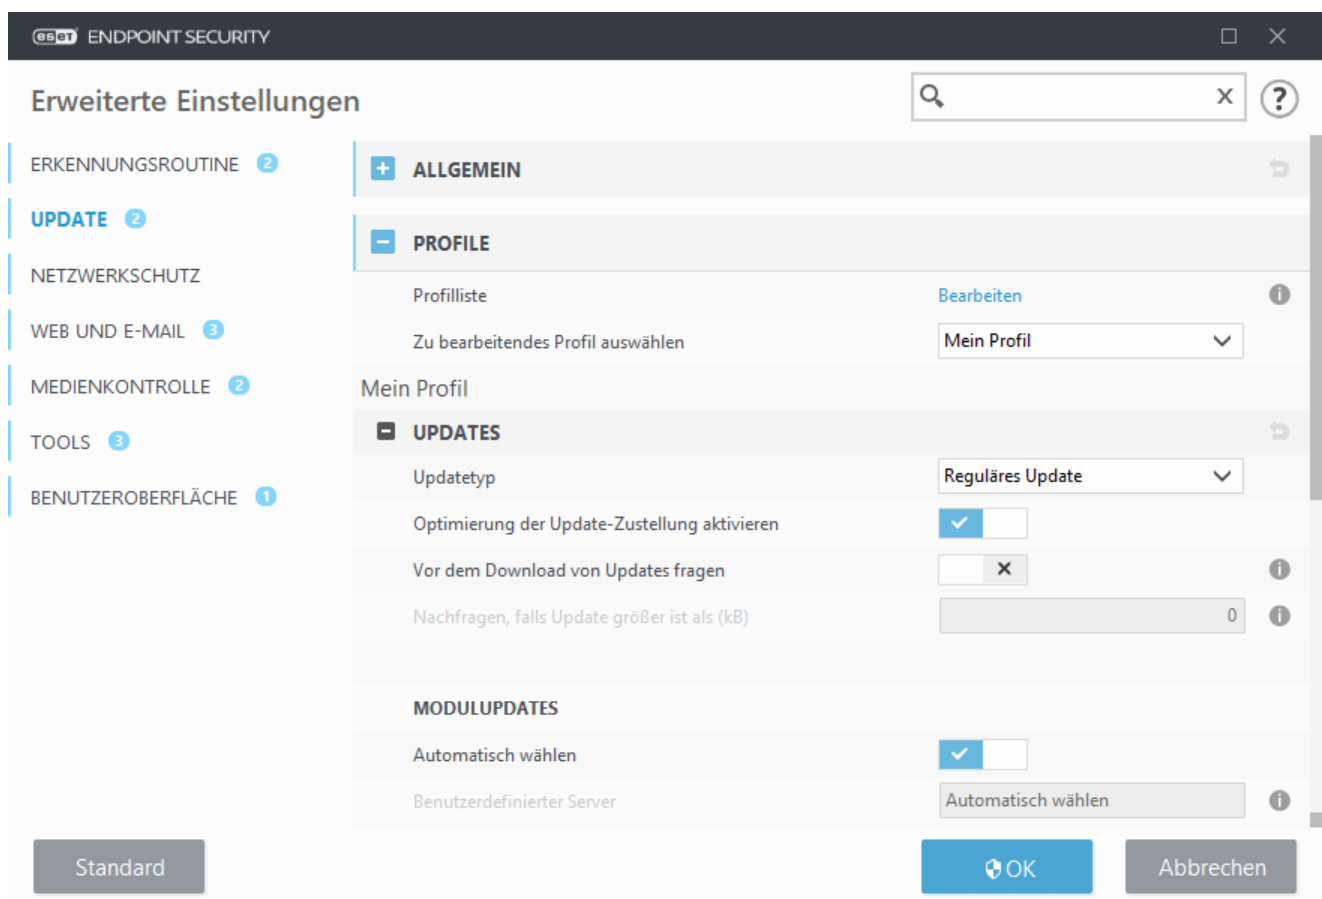 eset ENDPOINT SECURITY
Erweiterte Einstellungen
ERKENNUNGSROUTINE 2
UPDATE 2
NETZWERKSCHUTZ
WEB UND E-MAIL 3
MEDIENKONTROLLE 2
TOOLS 3
BENUTZEROBERFLÄCHE 1
ALLGEMEIN
PROFILE
Profilliste Bearbeiten
Zu bearbeitendes Profil auswählen Mein Profil
Mein Profil
UPDATES
Updatetyp Reguläres Update
Optimierung der Update-Zustellung aktivieren
Vor dem Download von Updates fragen
Nachfragen, falls Update größer ist als (kB) 0
MODULUPDATES
Automatisch wählen
Benutzerdefinierter Server Automatisch wählen
Standard OK Abbrechen